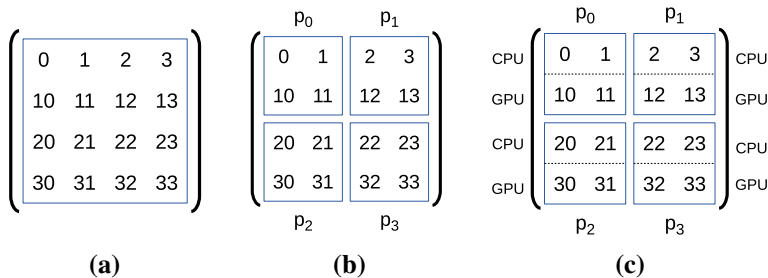 p0 p1 p0 p1
0 1 2 3 0 1 2 3 CPU 0 1 2 3 CPU
10 11 12 13 10 11 12 13 GPU 10 11 12 13 GPU
20 21 22 23 20 21 22 23 CPU 20 21 22 23 CPU
30 31 32 33 30 31 32 33 GPU 30 31 32 33 GPU
p2 p3 p2 p3
(a) (b) (c)